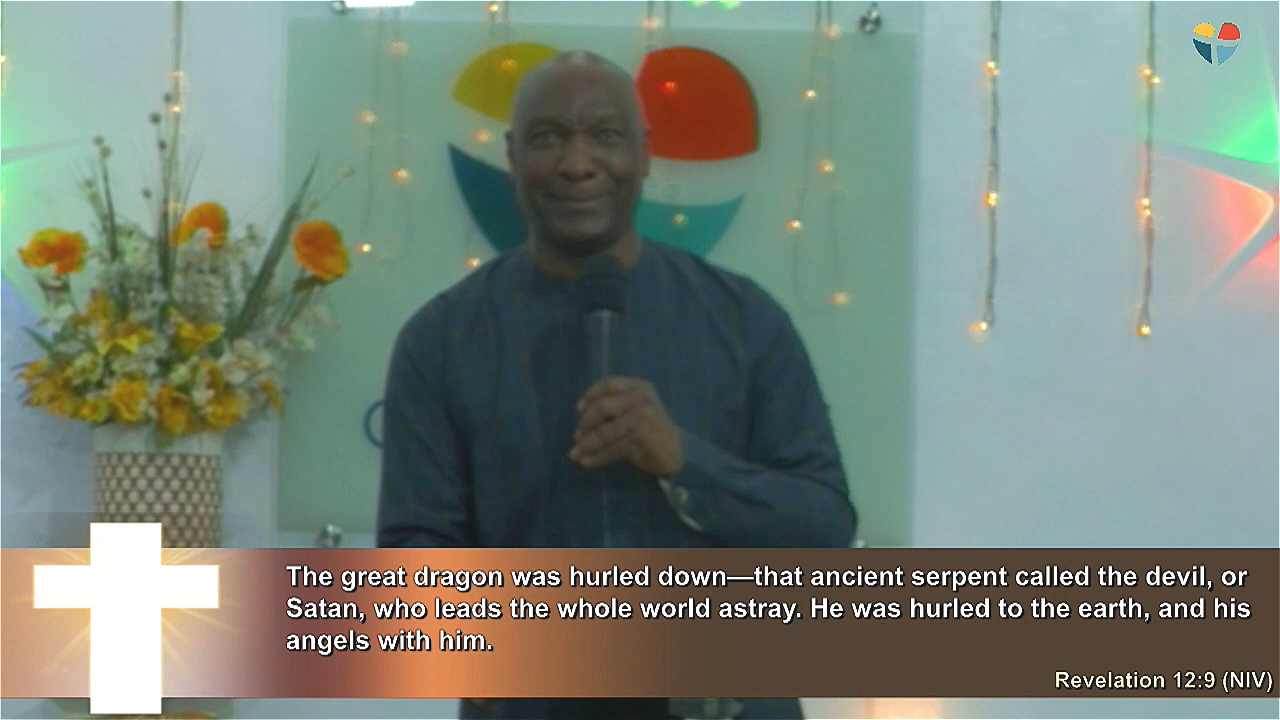 The great dragon was hurled down—that ancient serpent called the devil, or
Satan, who leads the whole world astray. He was hurled to the earth, and his
angels with him.
Revelation 12:9 (NIV)